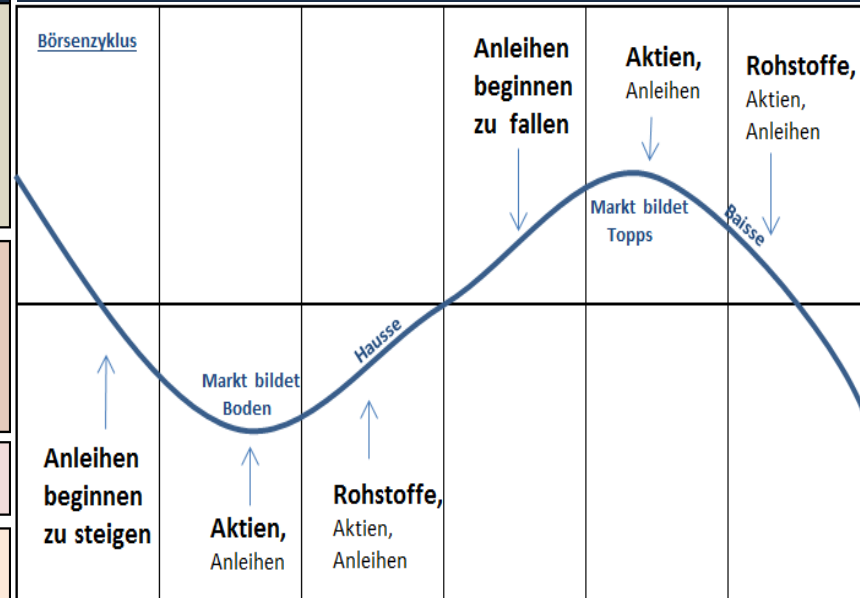 Börsenzyklus
Anleihen
beginnen
zu fallen
Aktien,
Anleihen
Rohstoffe,
Aktien,
Anleihen
Markt bildet
Topps
Baisse
Hausse
Markt bildet
Boden
Anleihen
beginnen
zu steigen
Aktien,
Anleihen
Rohstoffe,
Aktien,
Anleihen